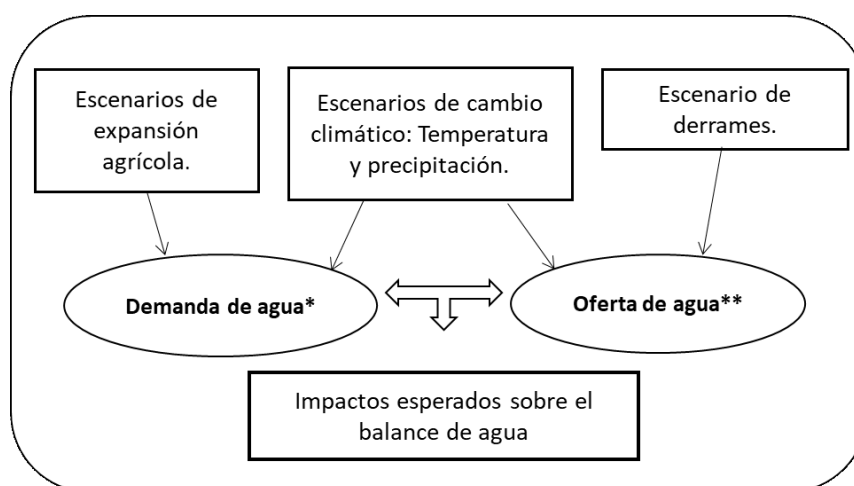 Escenarios de
expansión
agrícola.
Escenarios de cambio
climático: Temperatura
y precipitación.
Escenario de
derrames.
Demanda de agua*
Oferta de agua**
Impactos esperados sobre el
balance de agua